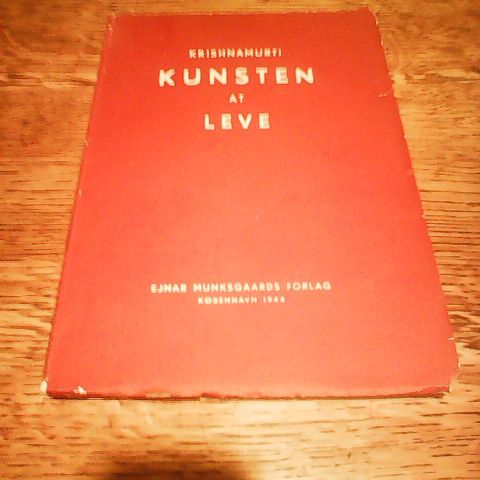 KRISHNAMURTI
KUNSTEN
AT
LEVE
EJNAR MUNKSGAARDS FORLAG
KØBENHAVN 1944